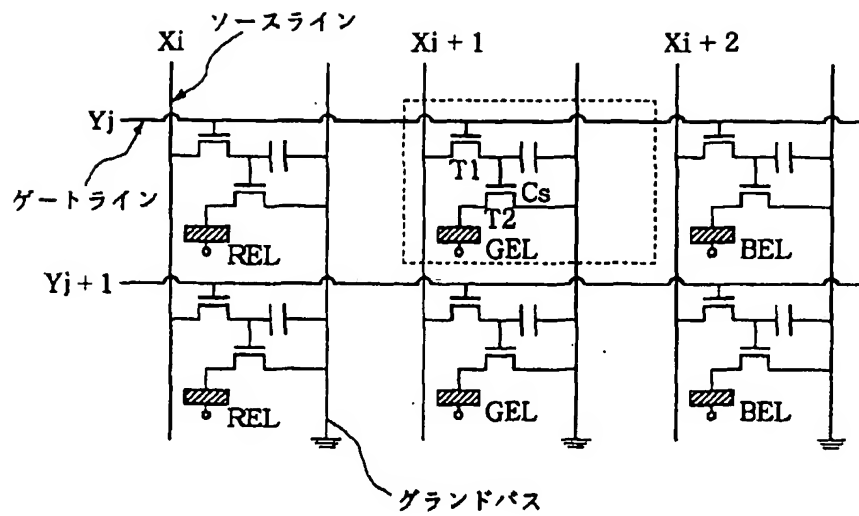 ソースライン
Xi Xi + 1 Xi + 2
Yj
T1
Cs
T2
ゲートライン
REL GEL BEL
Yj + 1
REL GEL BEL
グランドバス